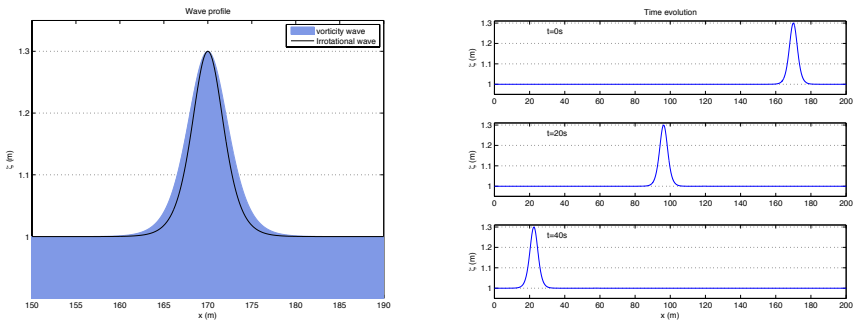 Wave profile
vorticity wave
Irrotational wave
1.3
1.2
1.1
1
ζ (m)
150 155 160 165 170 175 180 185 190
x (m)
Time evolution
t=0s
1.3
1.2
1.1
1
ζ (m)
0 20 40 60 80 100 120 140 160 180 200
t=20s
1.3
1.2
1.1
1
ζ (m)
0 20 40 60 80 100 120 140 160 180 200
t=40s
1.3
1.2
1.1
1
ζ (m)
0 20 40 60 80 100 120 140 160 180 200
x (m)